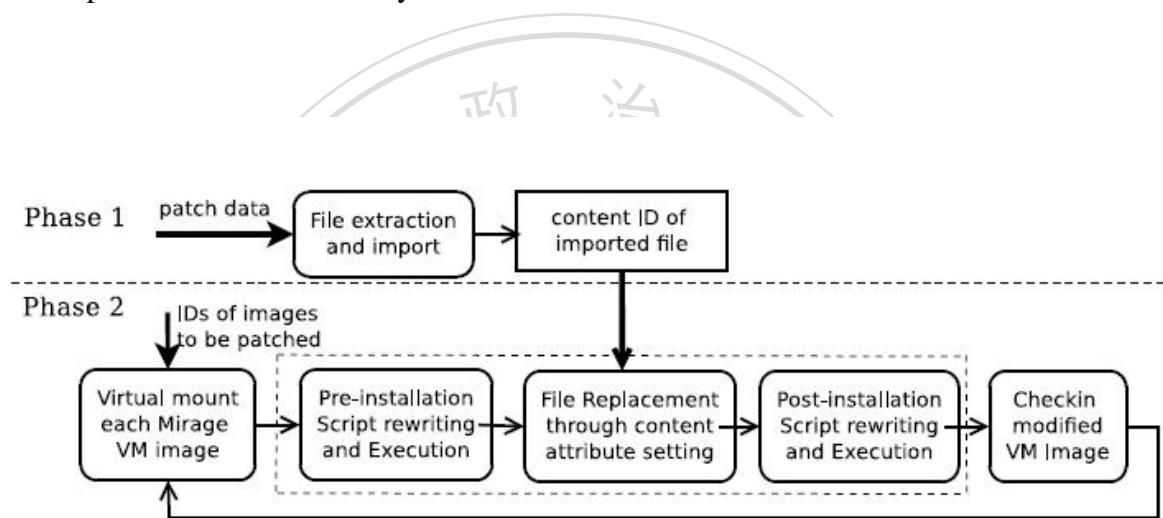 政 治
Phase 1
patch data
File extraction
and import
content ID of
imported file
Phase 2
IDs of images
to be patched
Virtual mount
each Mirage
VM image
Pre-installation
Script rewriting
and Execution
File Replacement
through content
attribute setting
Post-installation
Script rewriting
and Execution
Checkin
modified
VM Image